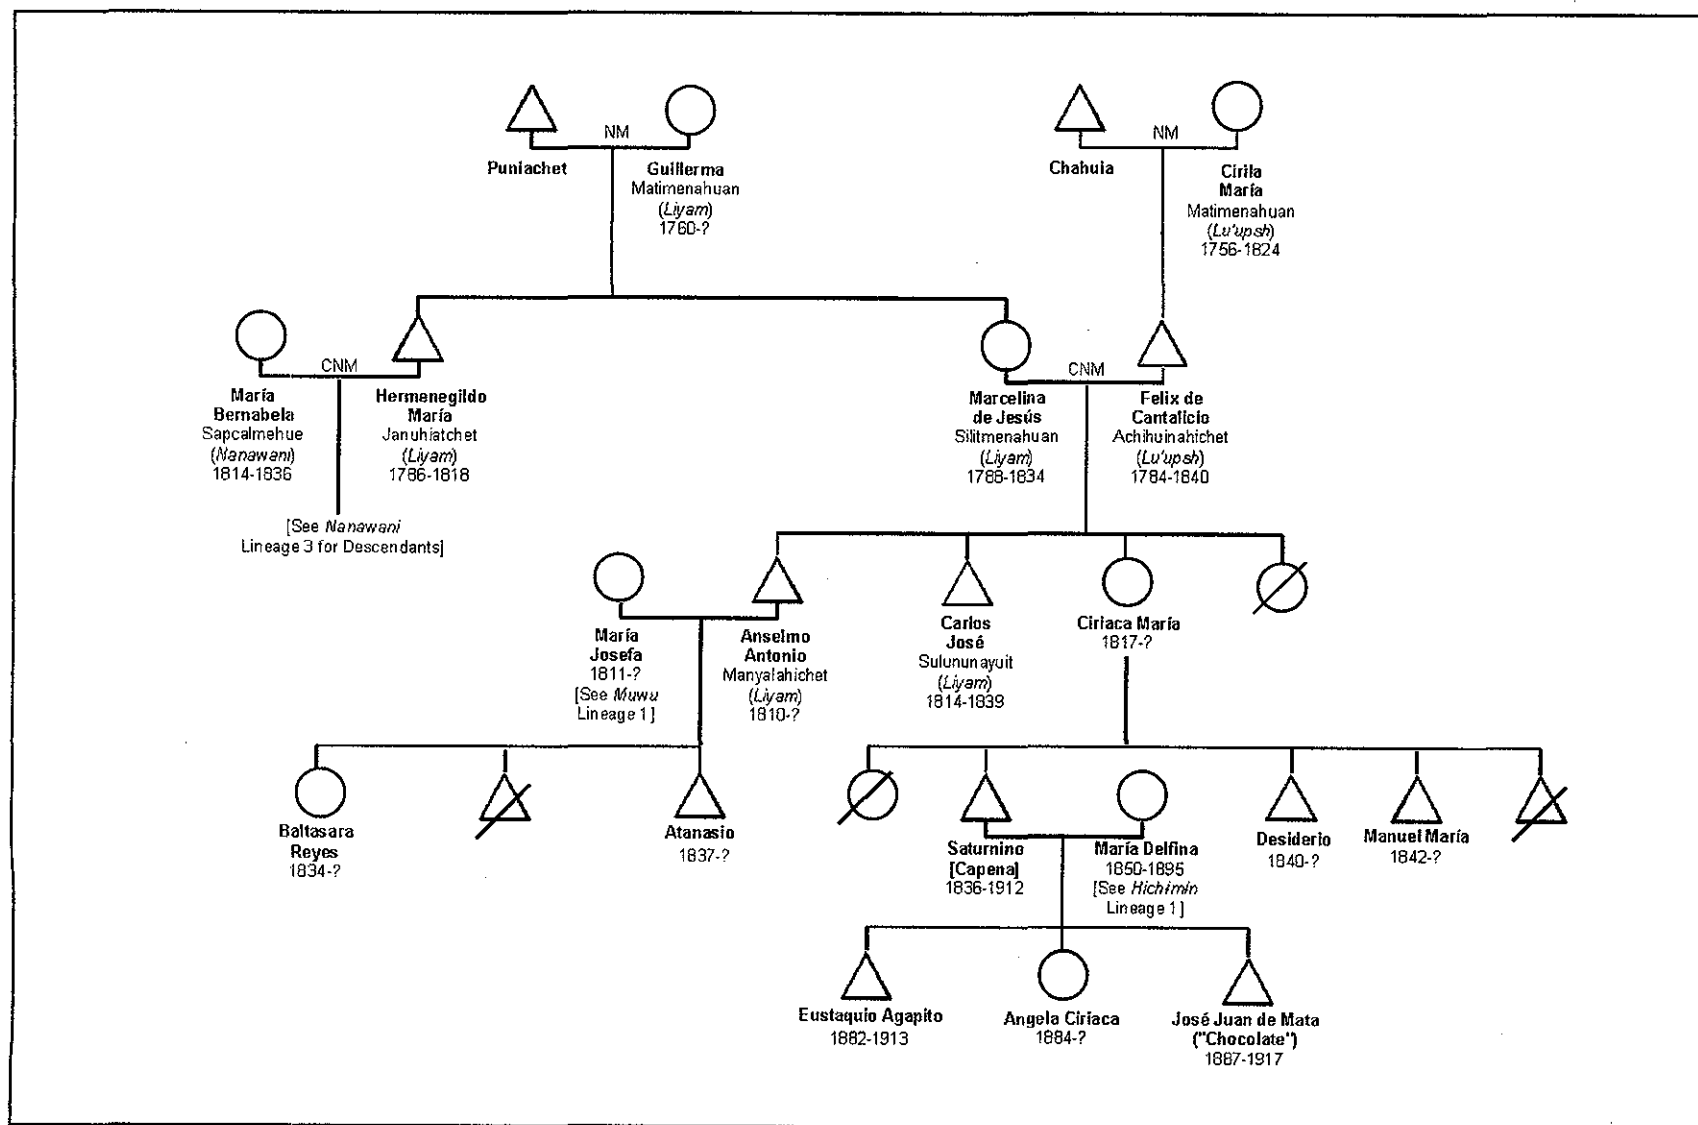 NM
Puniachet
Guillerma
Matimenahuan
(Liyam)
1760-?
NM
Chahuia
Cirila
María
Matimenahuan
(Lu'upsh)
1756-1824
CNM
María
Bernabela
Sapcalmehue
(Nanawani)
1814-1836
Hermenegildo
María
Januhiatchet
(Liyam)
1786-1818
[See Nanawani
Lineage 3 for Descendants]
CNM
Marcelina
de Jesús
Silitmenahuan
(Liyam)
1788-1834
Felix de
Cantalicio
Achihuinahichet
(Lu'upsh)
1784-1840
María
Josefa
1811-?
[See Muwu
Lineage 1]
Anselmo
Antonio
Manyalahichet
(Liyam)
1810-?
Carlos
José
Sulununayuit
(Liyam)
1814-1839
Ciriaca María
1817-?
Baltasara
Reyes
1834-?
Atanasio
1837-?
Saturnino
[Capena]
1836-1912
María Delfina
1850-1895
[See Hichimin
Lineage 1]
Desiderio
1840-?
Manuel María
1842-?
Eustaquio Agapito
1882-1913
Angela Ciriaca
1884-?
José Juan de Mata
("Chocolate")
1887-1917